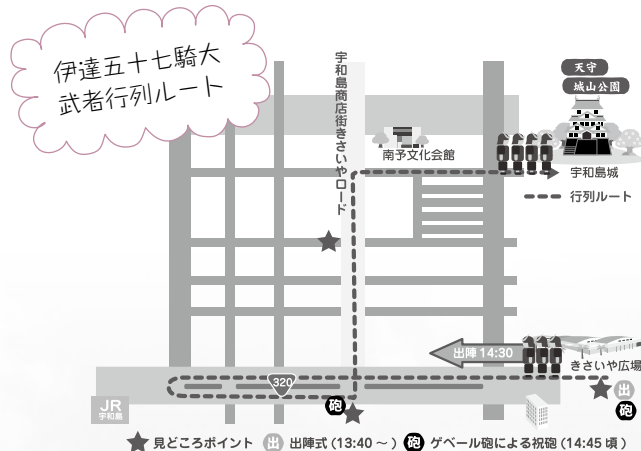 伊達五十七騎大
武者行列ルート
宇和島商店街きさいやロード
天守
城山公園
南予文化会館
宇和島城
行列ルート
出陣 14:30
きさいや広場
320
出
砲
砲
JR
宇和島
見どころポイント 出 出陣式 (13:40 ～ ) 砲 ゲベール砲による祝砲 (14:45 頃 )